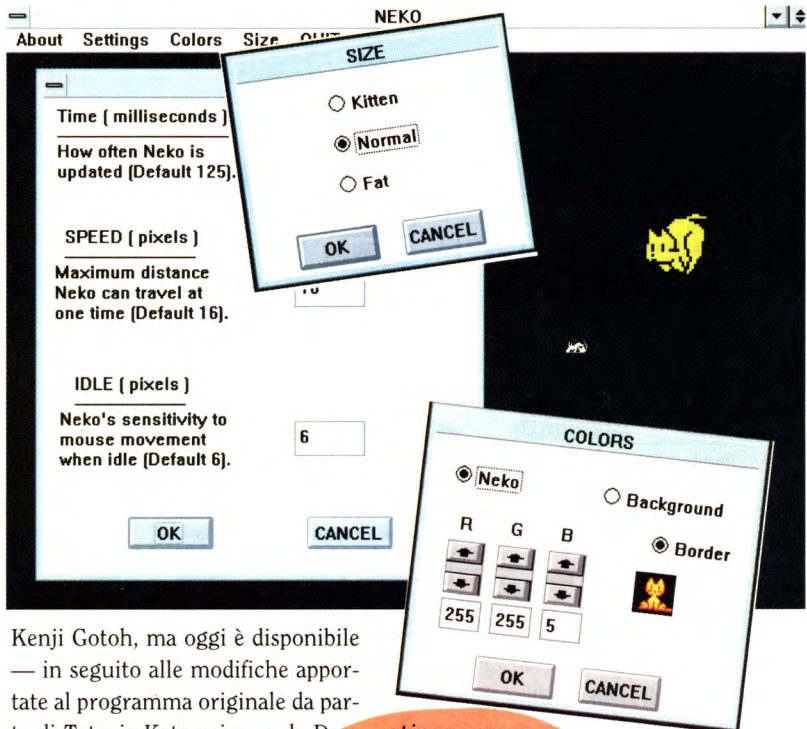 NEKO
About Settings Colors Size
SIZE
Kitten
Normal
Fat
OK CANCEL
Time ( milliseconds )
How often Neko is
updated (Default 125).
SPEED ( pixels )
Maximum distance
Neko can travel at
one time (Default 16).
IDLE ( pixels )
Neko's sensitivity to
mouse movement
when idle (Default 6).
6
OK CANCEL
COLORS
Neko
Background
Border
R G B
255 255 5
OK CANCEL
Kenji Gotoh, ma oggi è disponibile
— in seguito alle modifiche appor-
tate al programma originale da par-